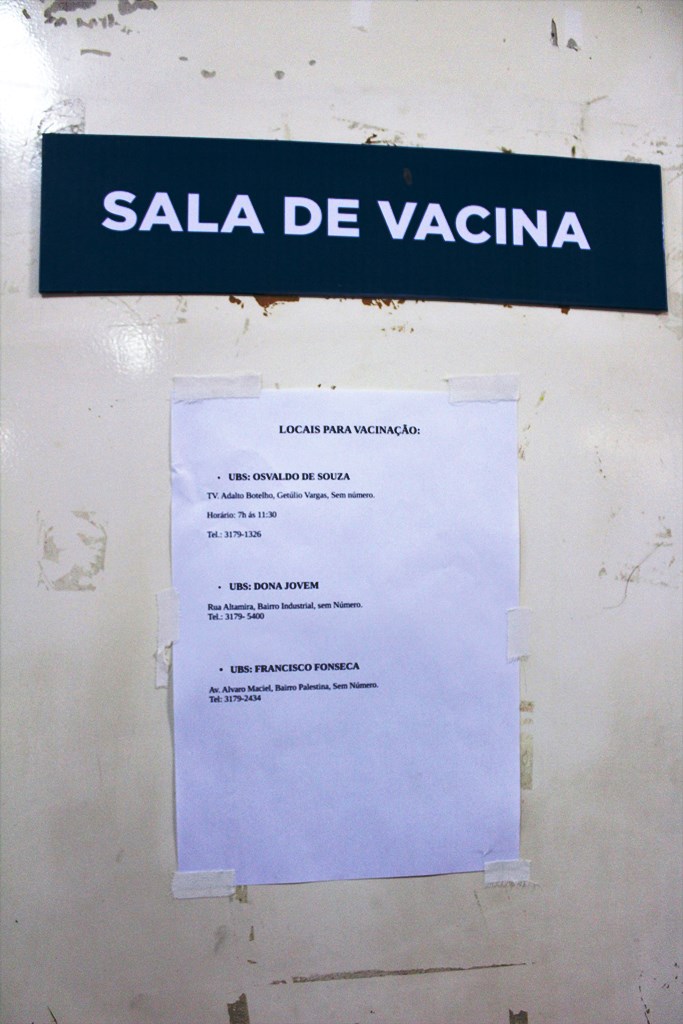 SALA DE VACINA
LOCAIS PARA VACINAÇÃO:
• UBS: OSVALDO DE SOUZA
TV. Adalto Botelho, Getúlio Vargas, Sem número.
Horário: 7h ás 11:30
Tel.: 3179-1326
• UBS: DONA JOVEM
Rua Altamira, Bairro Industrial, sem Número.
Tel.: 3179- 5400
• UBS: FRANCISCO FONSECA
Av. Alvaro Maciel, Bairro Palestina, Sem Número.
Tel: 3179-2434